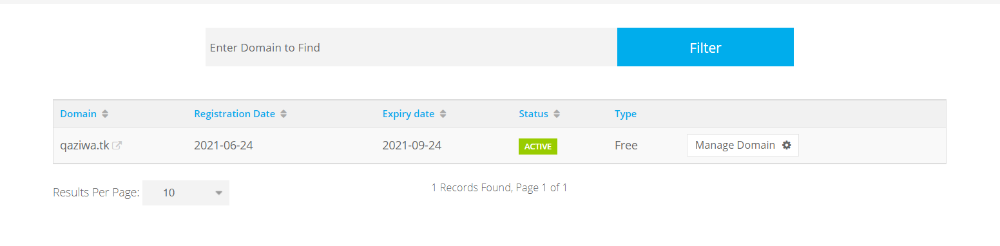 Enter Domain to Find
Filter
Domain Registration Date Expiry date Status Type
qaziwa.tk 2021-06-24 2021-09-24 ACTIVE Free Manage Domain
Results Per Page: 10
1 Records Found, Page 1 of 1